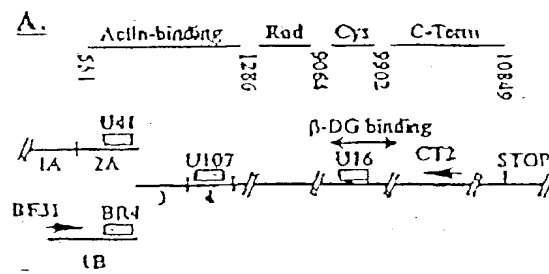 A.
Actin-binding Rod Cys C-Term
531 1286 9064 9902 10849
U41
β-DG binding
1A 2A U107 U16 CT2 STOP
BF31 BR4
1B